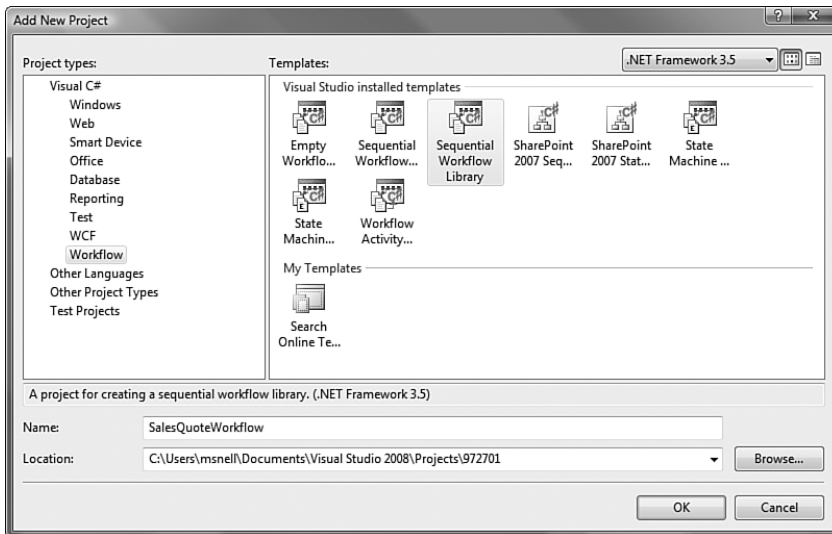 Add New Project
Project types:
Templates:
.NET Framework 3.5
Visual C#
Windows
Web
Smart Device
Office
Database
Reporting
Test
WCF
Workflow
Other Languages
Other Project Types
Test Projects
Visual Studio installed templates
Empty
Workflo...
Sequential
Workflow...
Sequential
Workflow
Library
SharePoint
2007 Seq...
SharePoint
2007 Stat...
State
Machine ...
State
Machin...
Workflow
Activity...
My Templates
Search
Online Te...
A project for creating a sequential workflow library. (.NET Framework 3.5)
Name:
SalesQuoteWorkflow
Location:
C:\Users\msnell\Documents\Visual Studio 2008\Projects\972701
Browse...
OK
Cancel